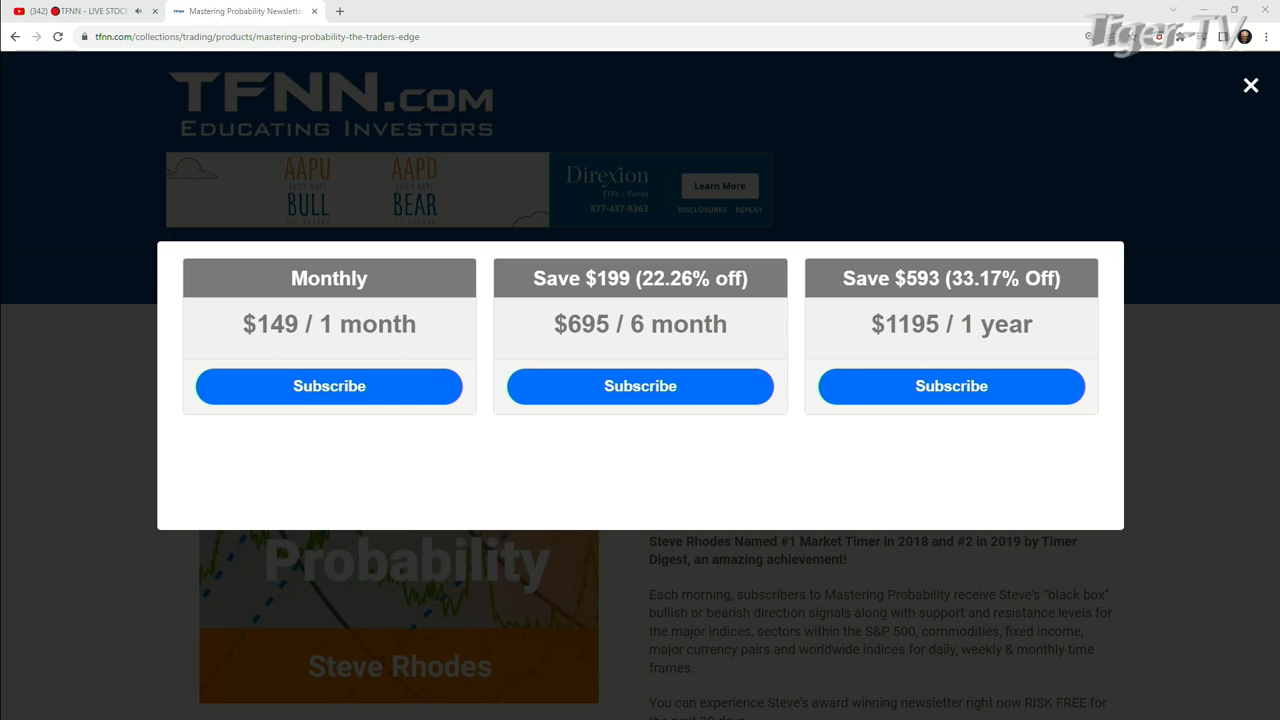 (342) 🔴TFNN - LIVE STOCK
Mastering Probability Newslette
Tiger-TV
tfnn.com/collections/trading/products/mastering-probability-the-traders-edge
TFNN.com
Educating Investors
AAPU
DAILY AAPL
BULL
AAPD
DAILY AAPL
BEAR
Direxion
ETFs · Funds
877-437-9363
Learn More
DISCLOSURES REPLAY
Monthly
$149 / 1 month
Subscribe
Save $199 (22.26% off)
$695 / 6 month
Subscribe
Save $593 (33.17% Off)
$1195 / 1 year
Subscribe
Probability
Steve Rhodes
Steve Rhodes Named #1 Market Timer in 2018 and #2 in 2019 by Timer
Digest, an amazing achievement!
Each morning, subscribers to Mastering Probability receive Steve's “black box”
bullish or bearish direction signals along with support and resistance levels for
the major indices, sectors within the S&P 500, commodities, fixed income,
major currency pairs and worldwide indices for daily, weekly & monthly time
frames.
You can experience Steve's award winning newsletter right now RISK FREE for